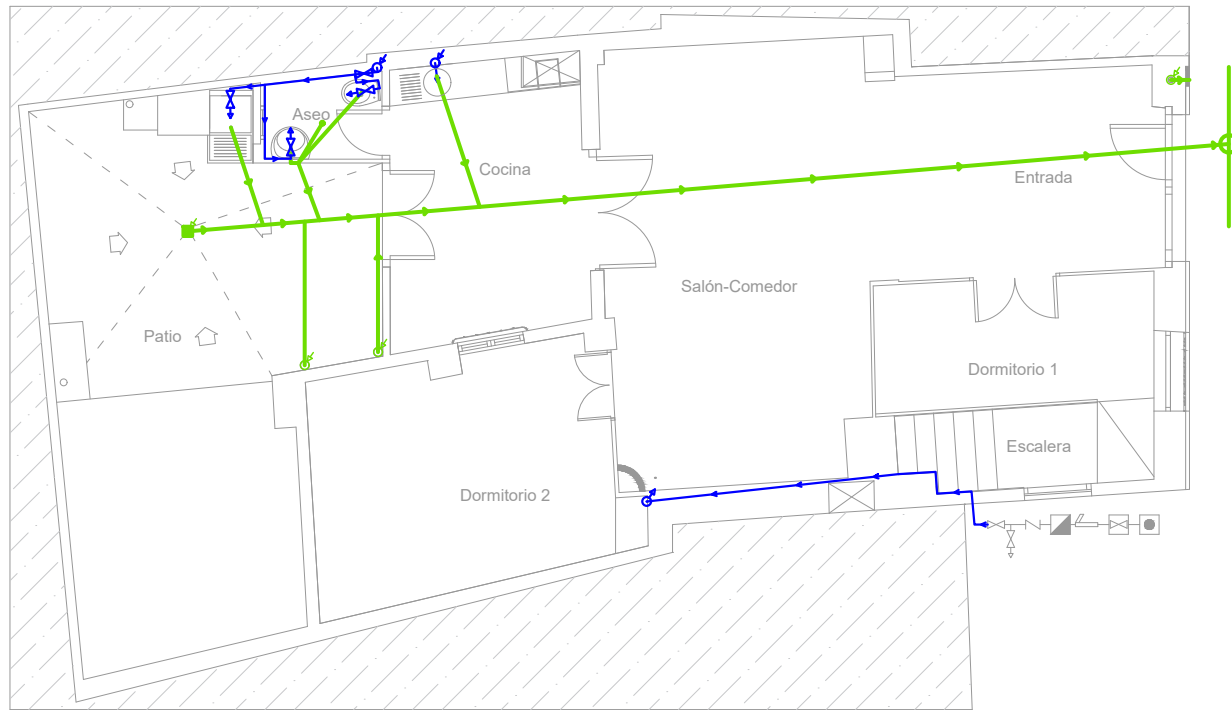 Aseo
Cocina
Entrada
Salón-Comedor
Patio
Dormitorio 1
Escalera
Dormitorio 2